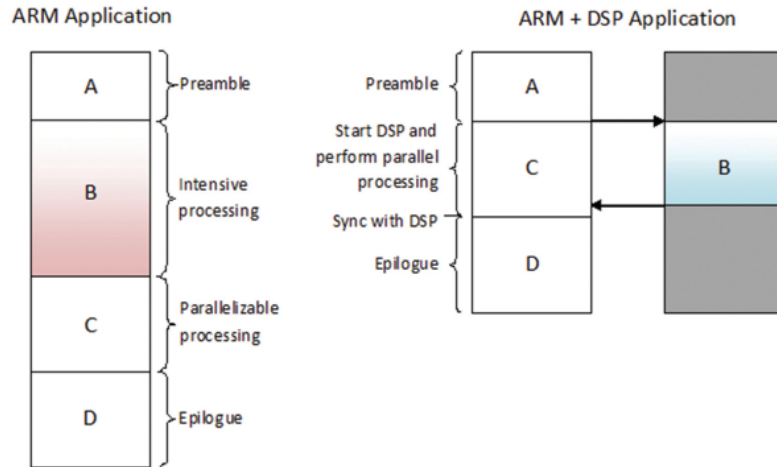 ARM Application
A
Preamble
B
Intensive
processing
C
Parallelizable
processing
D
Epilogue
ARM + DSP Application
Preamble
A
Start DSP and
perform parallel
processing
C
B
Sync with DSP
Epilogue
D